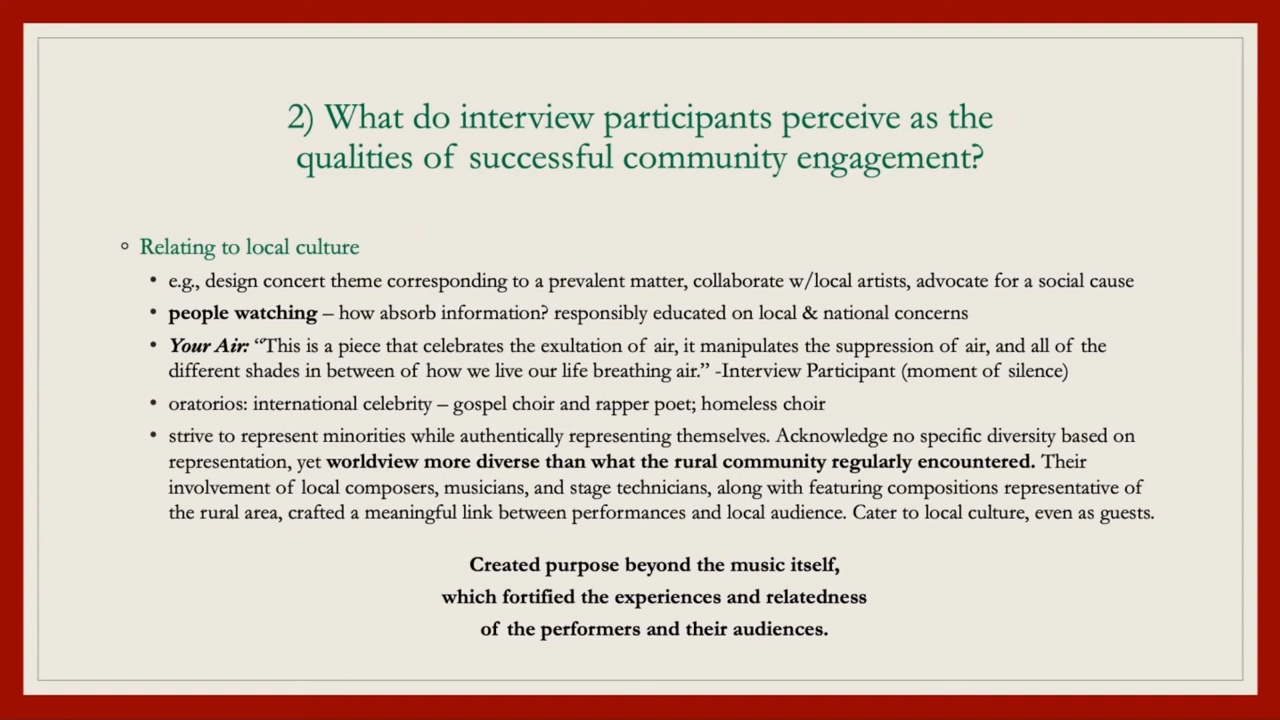 2) What do interview participants perceive as the
qualities of successful community engagement?
Relating to local culture
e.g., design concert theme corresponding to a prevalent matter, collaborate w/local artists, advocate for a social cause
people watching – how absorb information? responsibly educated on local & national concerns
Your Air: “This is a piece that celebrates the exultation of air, it manipulates the suppression of air, and all of the
different shades in between of how we live our life breathing air.” -Interview Participant (moment of silence)
oratorios: international celebrity – gospel choir and rapper poet; homeless choir
strive to represent minorities while authentically representing themselves. Acknowledge no specific diversity based on
representation, yet worldview more diverse than what the rural community regularly encountered. Their
involvement of local composers, musicians, and stage technicians, along with featuring compositions representative of
the rural area, crafted a meaningful link between performances and local audience. Cater to local culture, even as guests.
Created purpose beyond the music itself,
which fortified the experiences and relatedness
of the performers and their audiences.